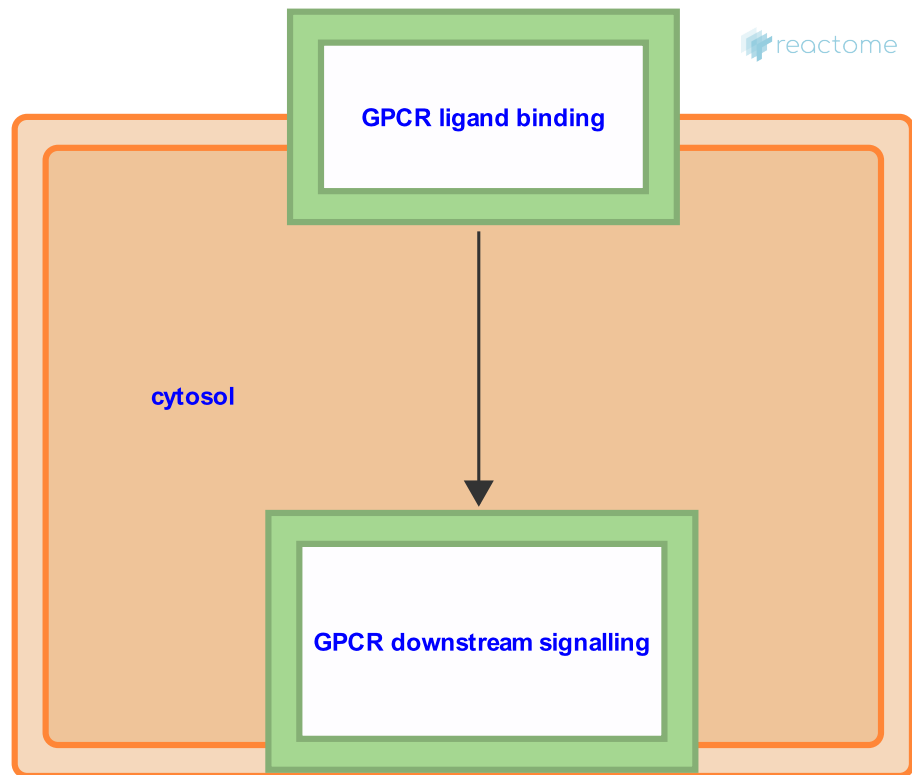 reactome
GPCR ligand binding
cytosol
GPCR downstream signalling